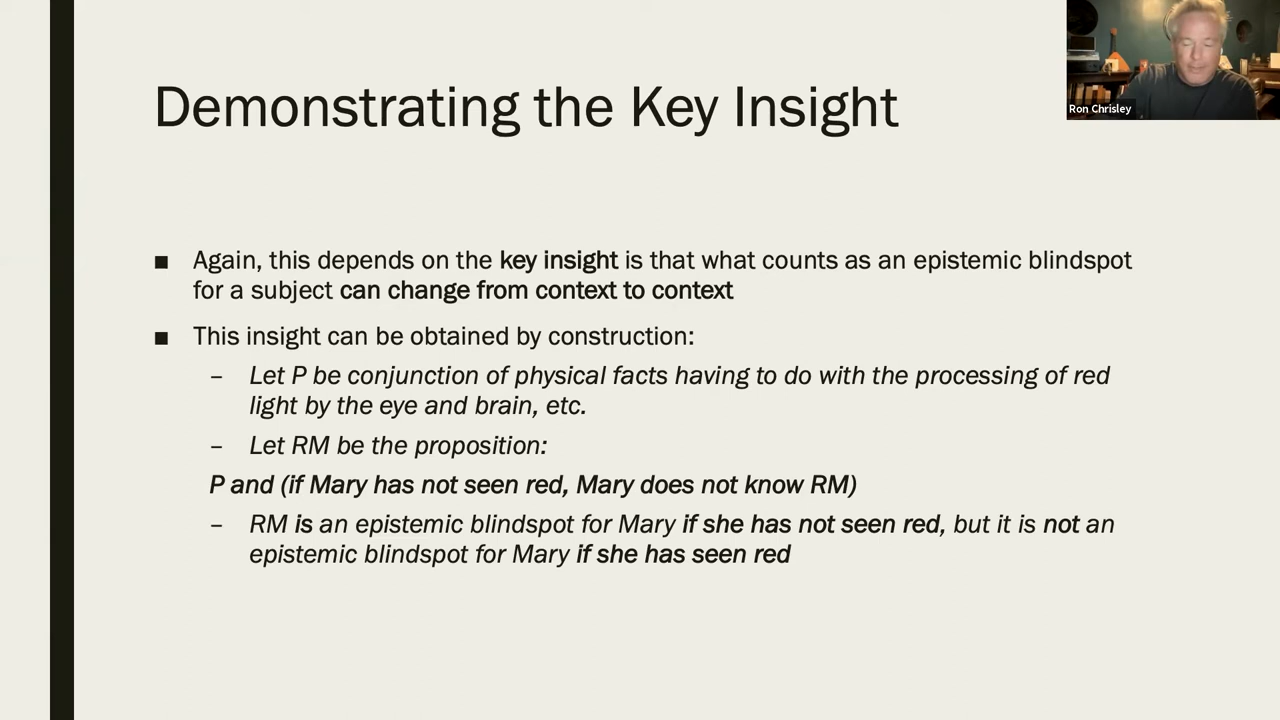 Ron Chrisley
Demonstrating the Key Insight
■ Again, this depends on the key insight is that what counts as an epistemic blindspot
for a subject can change from context to context
■ This insight can be obtained by construction:
– Let P be conjunction of physical facts having to do with the processing of red
light by the eye and brain, etc.
– Let RM be the proposition:
P and (if Mary has not seen red, Mary does not know RM)
– RM is an epistemic blindspot for Mary if she has not seen red, but it is not an
epistemic blindspot for Mary if she has seen red